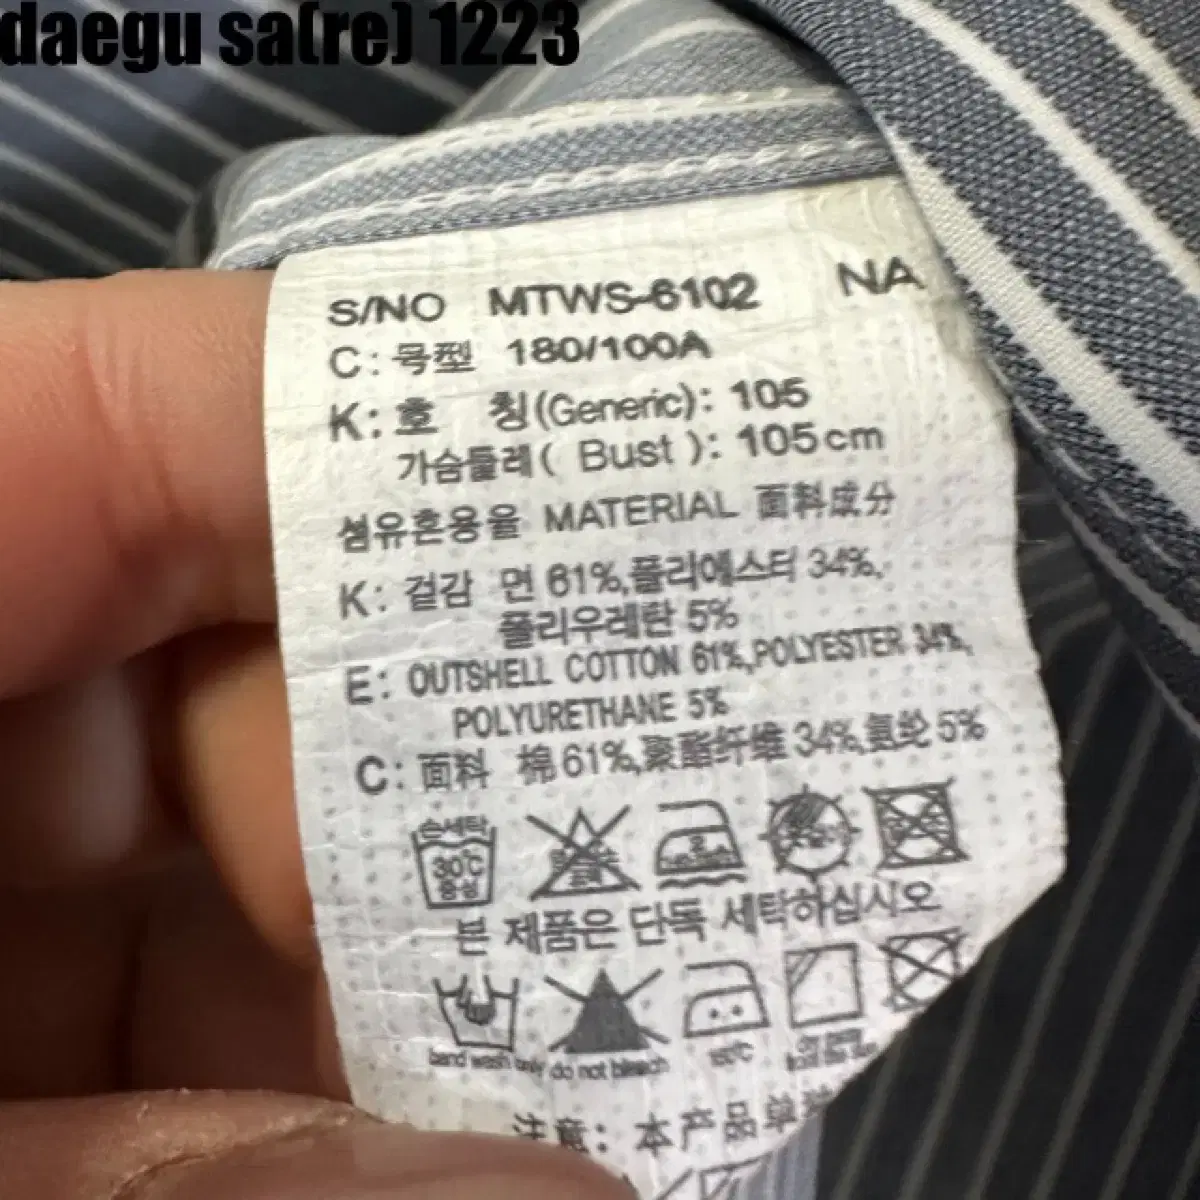 daegu sa(re) 1223
S/NO MTWS-6102 NA
C: 号型 180/100A
K: 호 칭(Generic): 105
가슴둘레( Bust ): 105cm
섬유혼용율 MATERIAL 面料成分
K: 겉감 면 61%,폴리에스터 34%,
폴리우레탄 5%
E: OUTSHELL COTTON 61%,POLYESTER 34%,
POLYURETHANE 5%
C: 面料 棉61%,聚酯纤维34%,氨纶5%
손세탁
30℃
중성
본 제품은 단독 세탁하십시오
hand wash only do not bleach
注意: 本产品单独